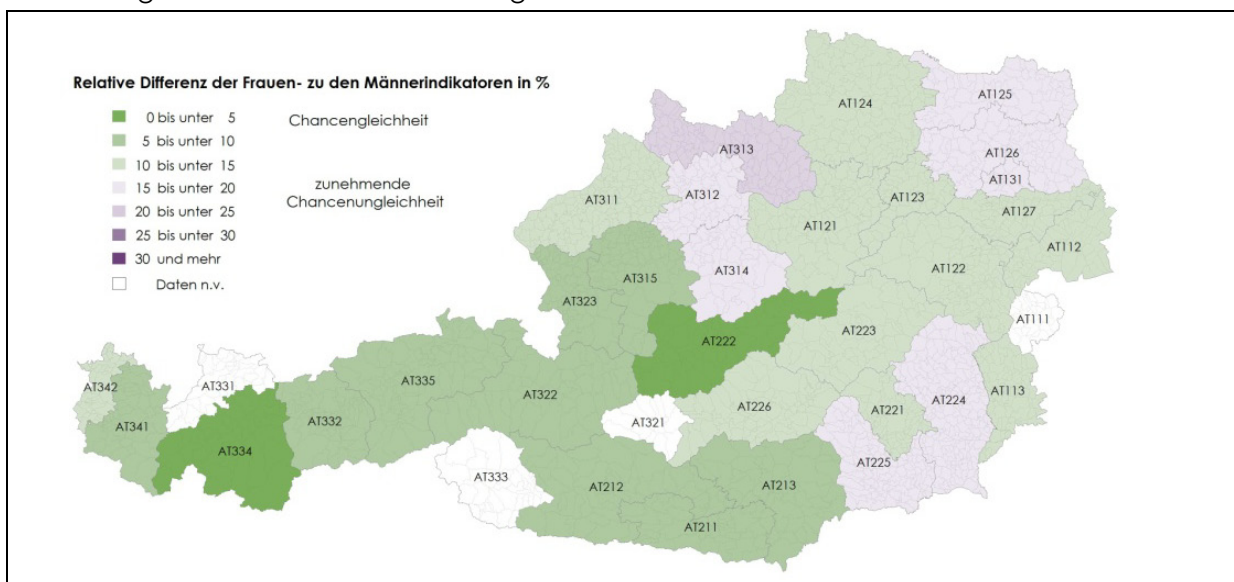 Relative Differenz der Frauen- zu den Männerindikatoren in %
0 bis unter 5 Chancengleichheit
5 bis unter 10
10 bis unter 15
15 bis unter 20 zunehmende
20 bis unter 25 Chancenungleichheit
25 bis unter 30
30 und mehr
Daten n.v.
AT124
AT125
AT313
AT126
AT131
AT312
AT311
AT123
AT127
AT121
AT112
AT314
AT122
AT315
AT323
AT111
AT223
AT222
AT342
AT331
AT335
AT113
AT322
AT224
AT226
AT221
AT332
AT321
AT341
AT334
AT225
AT333
AT212
AT213
AT211